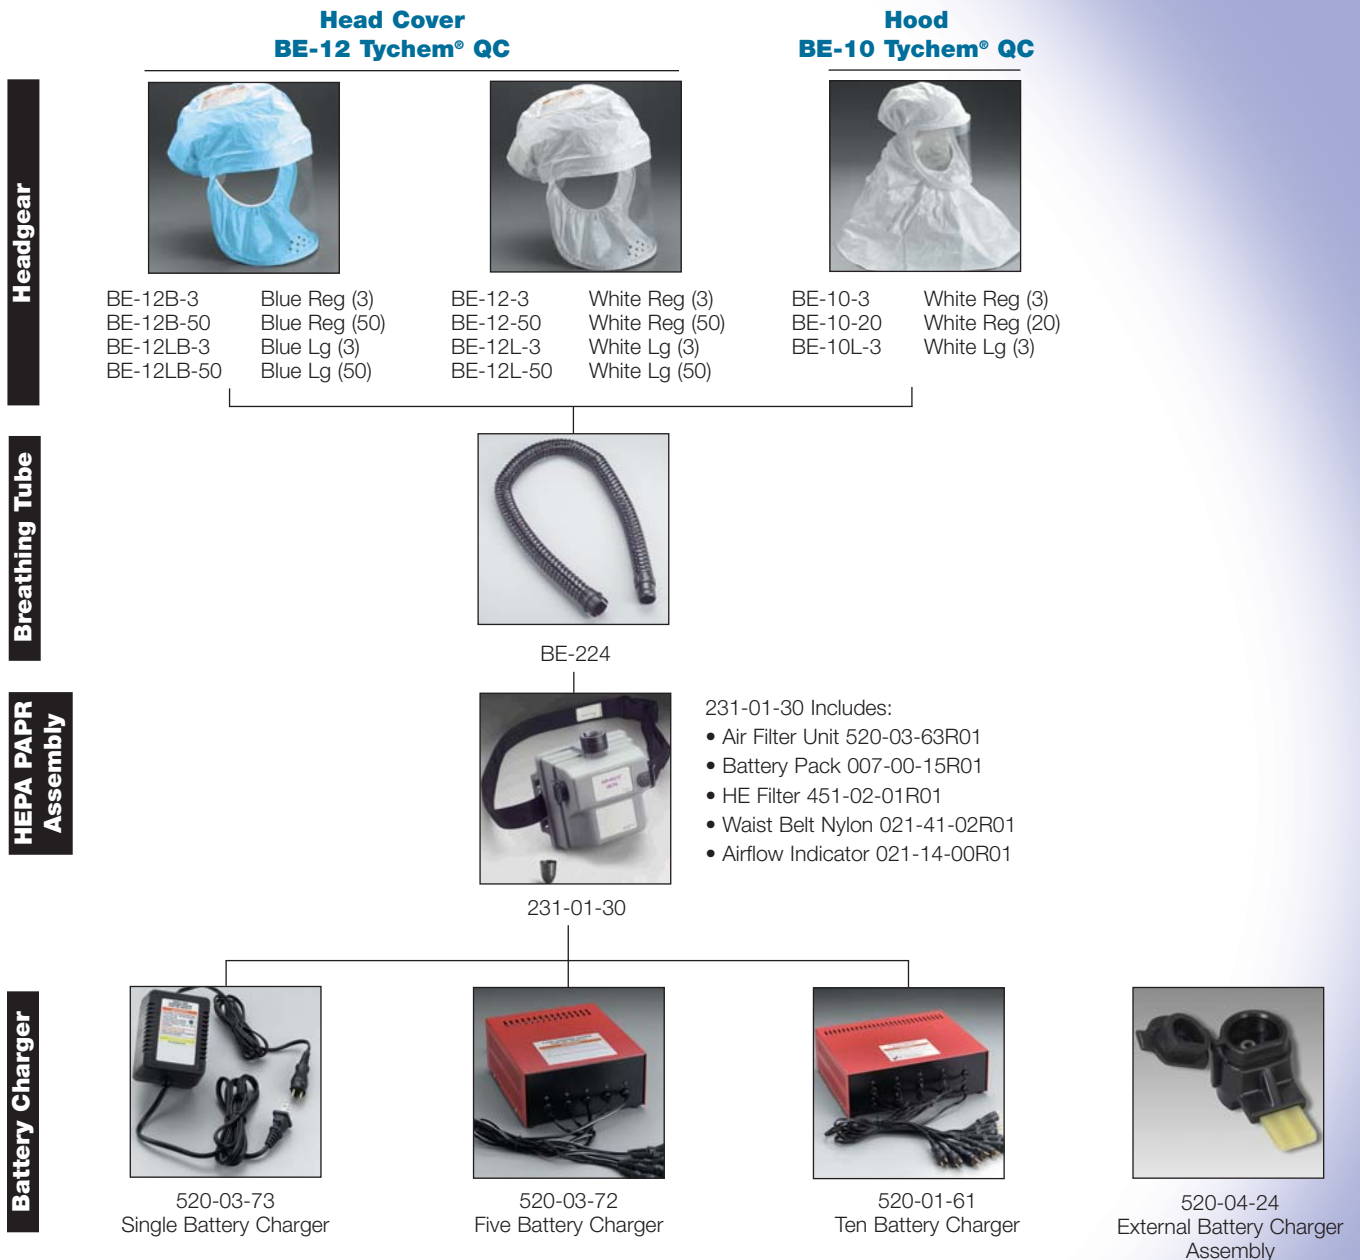 Head Cover
BE-12 Tychem® QC
Hood
BE-10 Tychem® QC
Headgear
BE-12B-3 Blue Reg (3)
BE-12B-50 Blue Reg (50)
BE-12LB-3 Blue Lg (3)
BE-12LB-50 Blue Lg (50)
BE-12-3 White Reg (3)
BE-12-50 White Reg (50)
BE-12L-3 White Lg (3)
BE-12L-50 White Lg (50)
BE-10-3 White Reg (3)
BE-10-20 White Reg (20)
BE-10L-3 White Lg (3)
Breathing Tube
BE-224
HEPA PAPR
Assembly
231-01-30
231-01-30 Includes:
• Air Filter Unit 520-03-63R01
• Battery Pack 007-00-15R01
• HE Filter 451-02-01R01
• Waist Belt Nylon 021-41-02R01
• Airflow Indicator 021-14-00R01
Battery Charger
520-03-73
Single Battery Charger
520-03-72
Five Battery Charger
520-01-61
Ten Battery Charger
520-04-24
External Battery Charger
Assembly